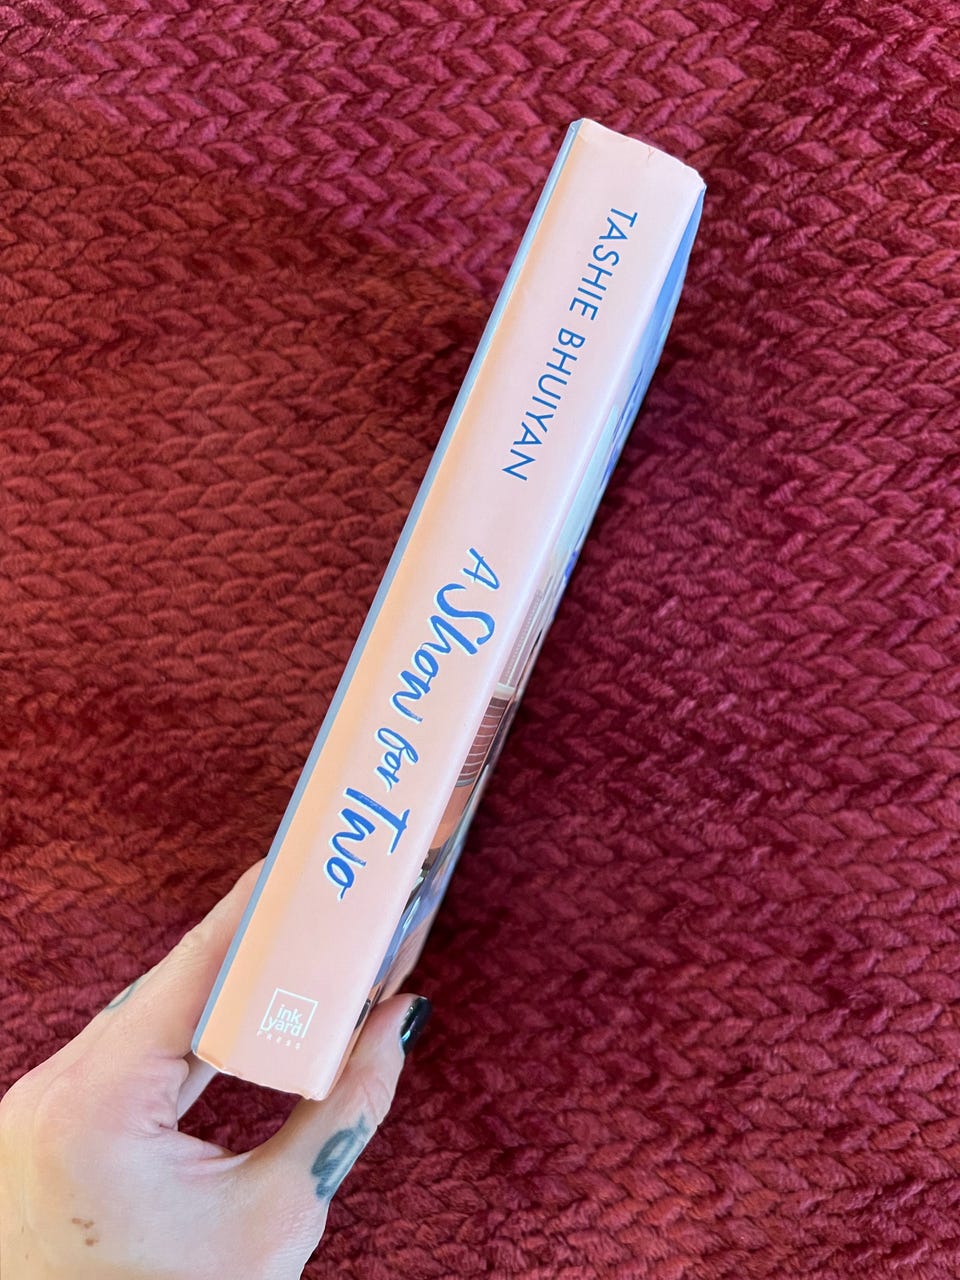 TASHIE BHUIYAN
A Show for Two
ink
yard
PRESS